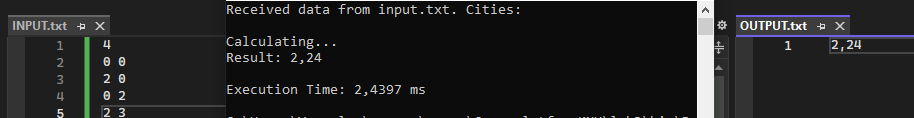 INPUT.txt
1 4
2 0 0
3 2 0
4 0 2
5 2 3
Received data from input.txt. Cities:
Calculating...
Result: 2,24
Execution Time: 2,4397 ms
OUTPUT.txt
1 2,24